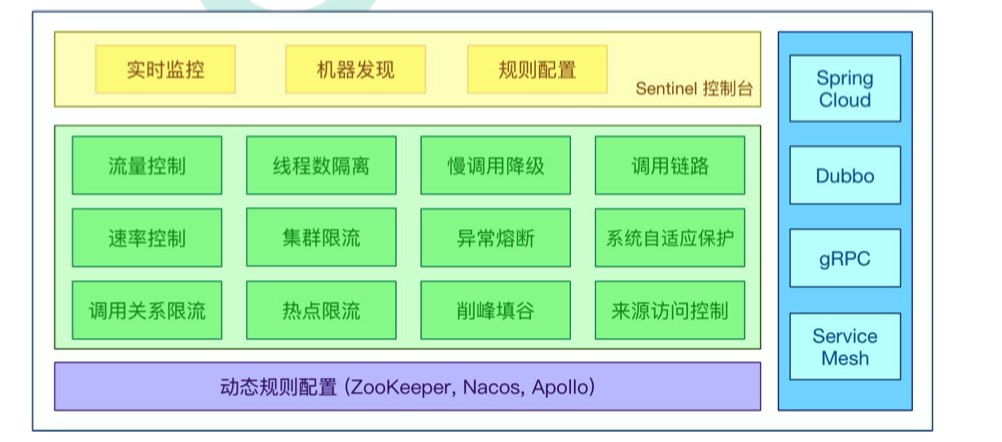 实时监控
机器发现
规则配置
Sentinel 控制台
流量控制
线程数隔离
慢调用降级
调用链路
速率控制
集群限流
异常熔断
系统自适应保护
调用关系限流
热点限流
削峰填谷
来源访问控制
动态规则配置 (ZooKeeper, Nacos, Apollo)
Spring
Cloud
Dubbo
gRPC
Service
Mesh